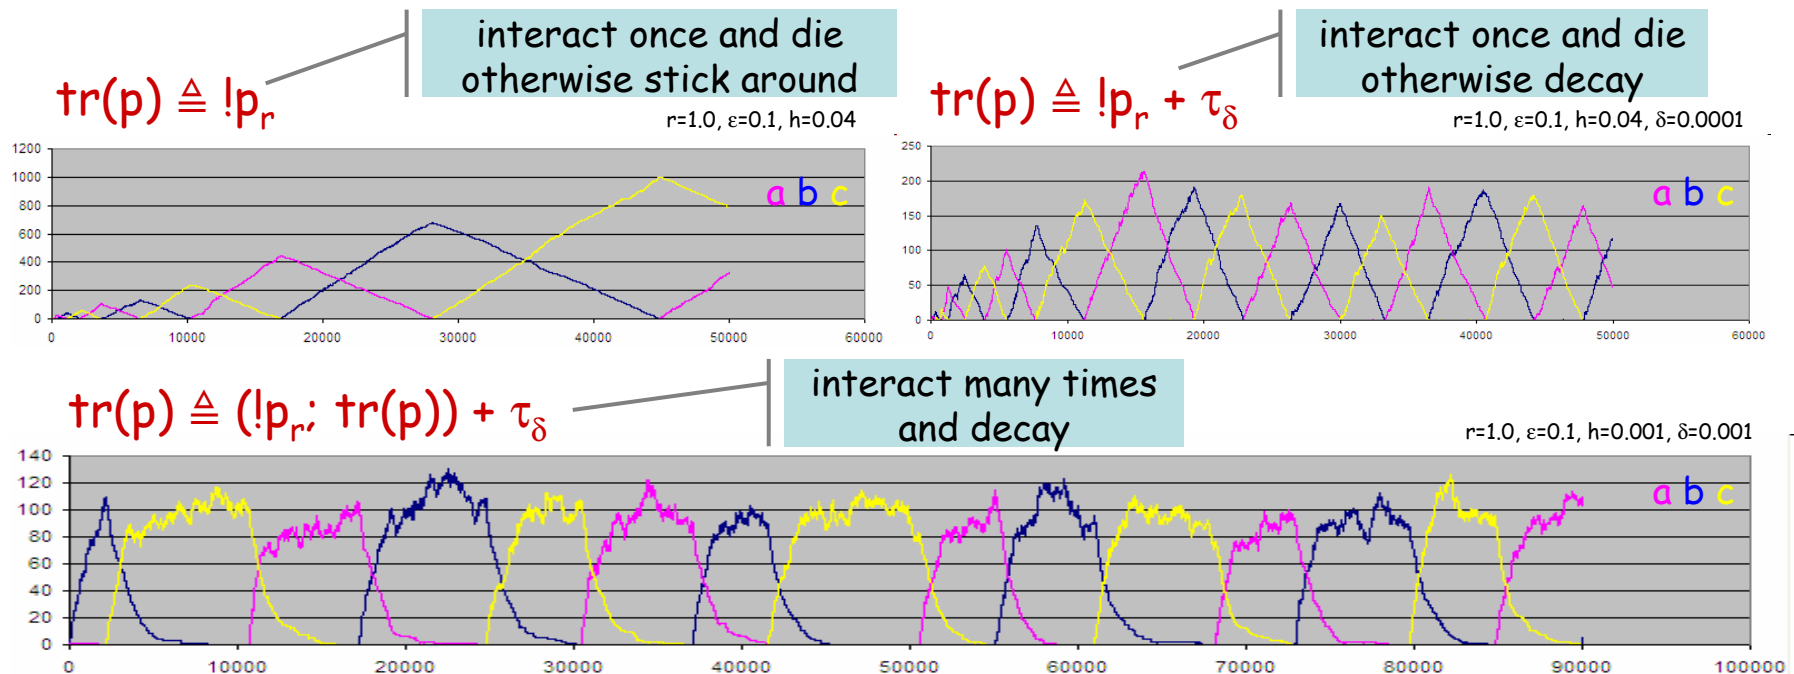 interact once and die
otherwise stick around
tr(p) ≜ !pᵣ
r=1.0, ε=0.1, h=0.04
1200
1000
800
600
400
200
0
a b c
0 10000 20000 30000 40000 50000 60000
interact once and die
otherwise decay
tr(p) ≜ !pᵣ + τδ
r=1.0, ε=0.1, h=0.04, δ=0.0001
250
200
150
100
50
0
a b c
0 10000 20000 30000 40000 50000 60000
interact many times
and decay
tr(p) ≜ (!pᵣ; tr(p)) + τδ
r=1.0, ε=0.1, h=0.001, δ=0.001
140
120
100
80
60
40
20
0
a b c
0 10000 20000 30000 40000 50000 60000 70000 80000 90000 100000